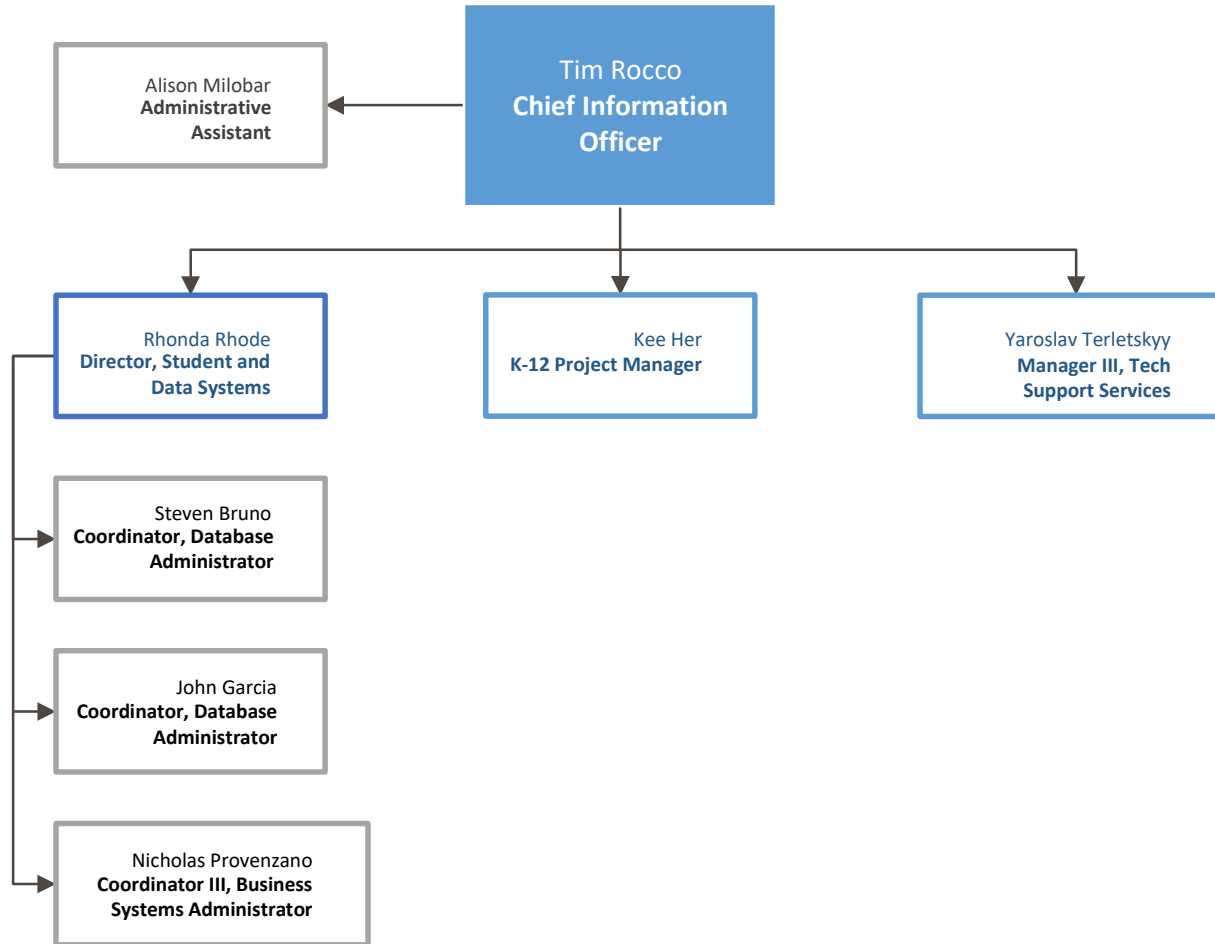 Tim Rocco
Chief Information
Officer
Alison Milobar
Administrative
Assistant
Rhonda Rhode
Director, Student and
Data Systems
Kee Her
K-12 Project Manager
Yaroslav Terletskyy
Manager III, Tech
Support Services
Steven Bruno
Coordinator, Database
Administrator
John Garcia
Coordinator, Database
Administrator
Nicholas Provenzano
Coordinator III, Business
Systems Administrator